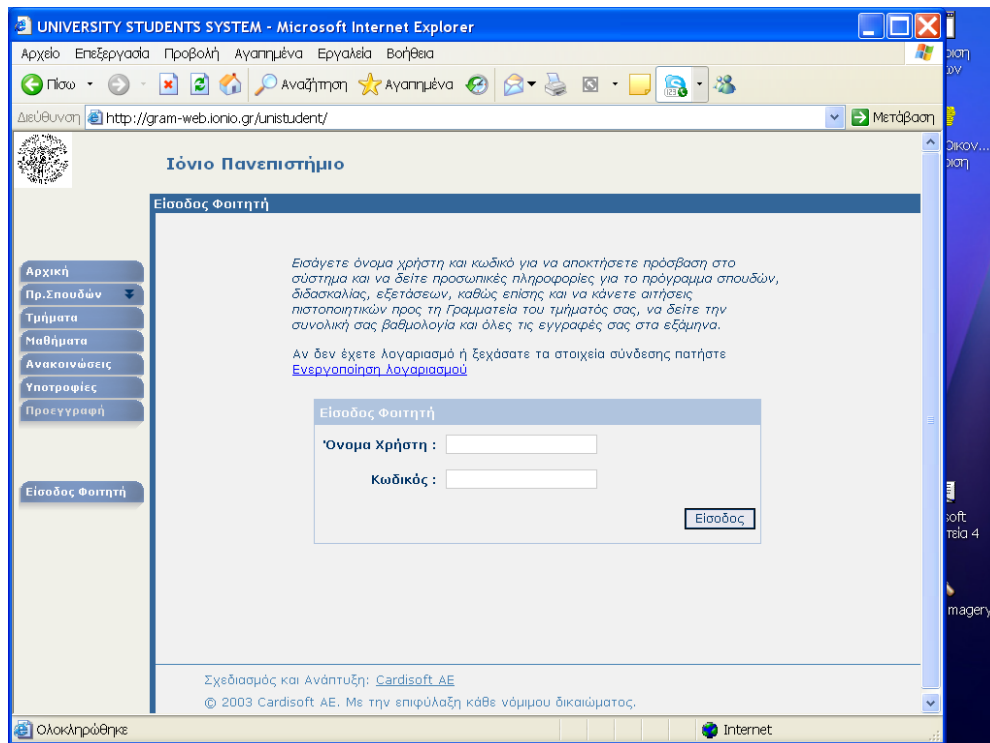 UNIVERSITY STUDENTS SYSTEM - Microsoft Internet Explorer
Αρχείο Επεξεργασία Προβολή Αγαπημένα Εργαλεία Βοήθεια
Πίσω Αναζήτηση Αγαπημένα
Διεύθυνση http://gram-web.ionio.gr/unistudent/ Μετάβαση
Ιόνιο Πανεπιστήμιο
Είσοδος Φοιτητή
Αρχική
Πρ.Σπουδών
Τμήματα
Μαθήματα
Ανακοινώσεις
Υποτροφίες
Προεγγραφή
Είσοδος Φοιτητή
Εισάγετε όνομα χρήστη και κωδικό για να αποκτήσετε πρόσβαση στο
σύστημα και να δείτε προσωπικές πληροφορίες για το πρόγραμμα σπουδών,
διδασκαλίας, εξετάσεων, καθώς επίσης και να κάνετε αιτήσεις
πιστοποιητικών προς τη Γραμματεία του τμήματός σας, να δείτε την
συνολική σας βαθμολογία και όλες τις εγγραφές σας στα εξάμηνα.
Αν δεν έχετε λογαριασμό ή ξεχάσατε τα στοιχεία σύνδεσης πατήστε
Ενεργοποίηση λογαριασμού
Είσοδος Φοιτητή
Όνομα Χρήστη :
Κωδικός :
Είσοδος
Σχεδιασμός και Ανάπτυξη: Cardisoft AE
© 2003 Cardisoft AE. Με την επιφύλαξη κάθε νόμιμου δικαιώματος.
Ολοκληρώθηκε Internet